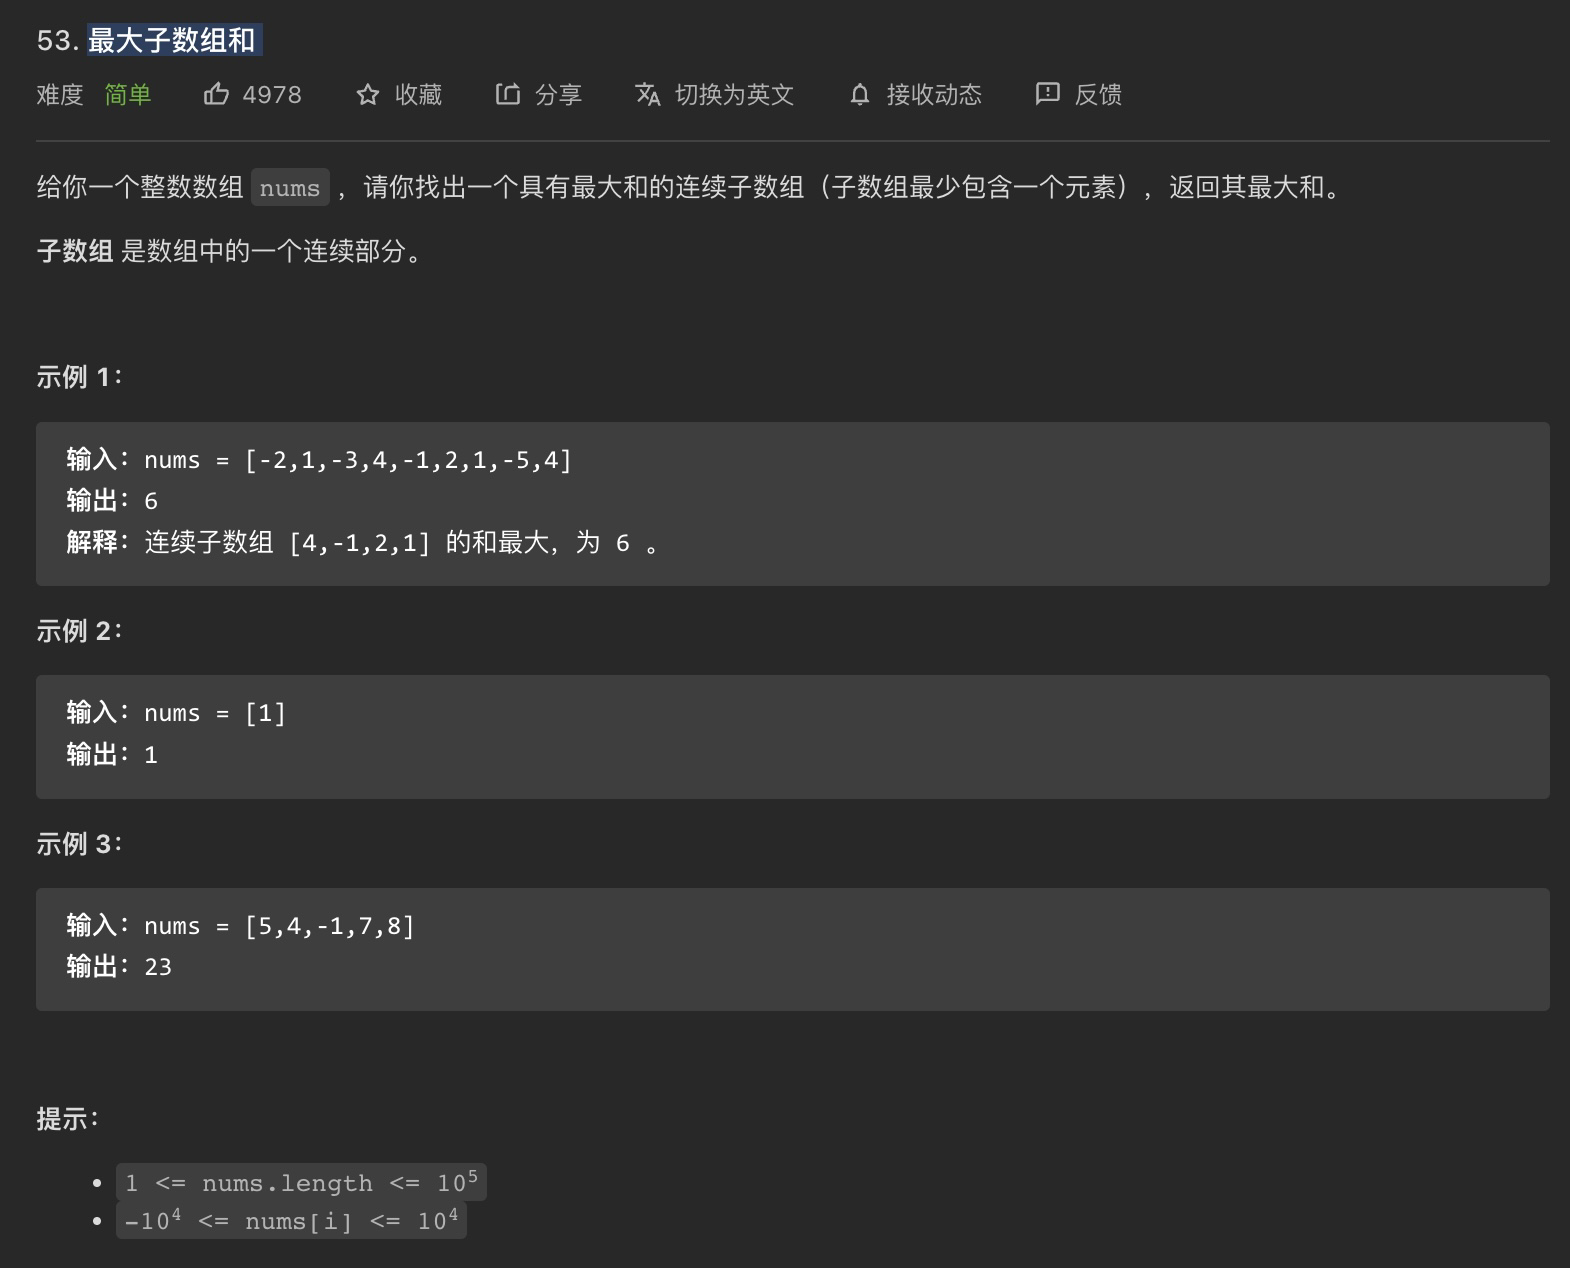 53. 最大子数组和
难度 简单 4978 收藏 分享 切换为英文 接收动态 反馈
给你一个整数数组 nums ，请你找出一个具有最大和的连续子数组（子数组最少包含一个元素），返回其最大和。
子数组 是数组中的一个连续部分。
示例 1：
输入：nums = [-2,1,-3,4,-1,2,1,-5,4]
输出：6
解释：连续子数组 [4,-1,2,1] 的和最大，为 6 。
示例 2：
输入：nums = [1]
输出：1
示例 3：
输入：nums = [5,4,-1,7,8]
输出：23
提示：
• 1 <= nums.length <= 10⁵
• -10⁴ <= nums[i] <= 10⁴